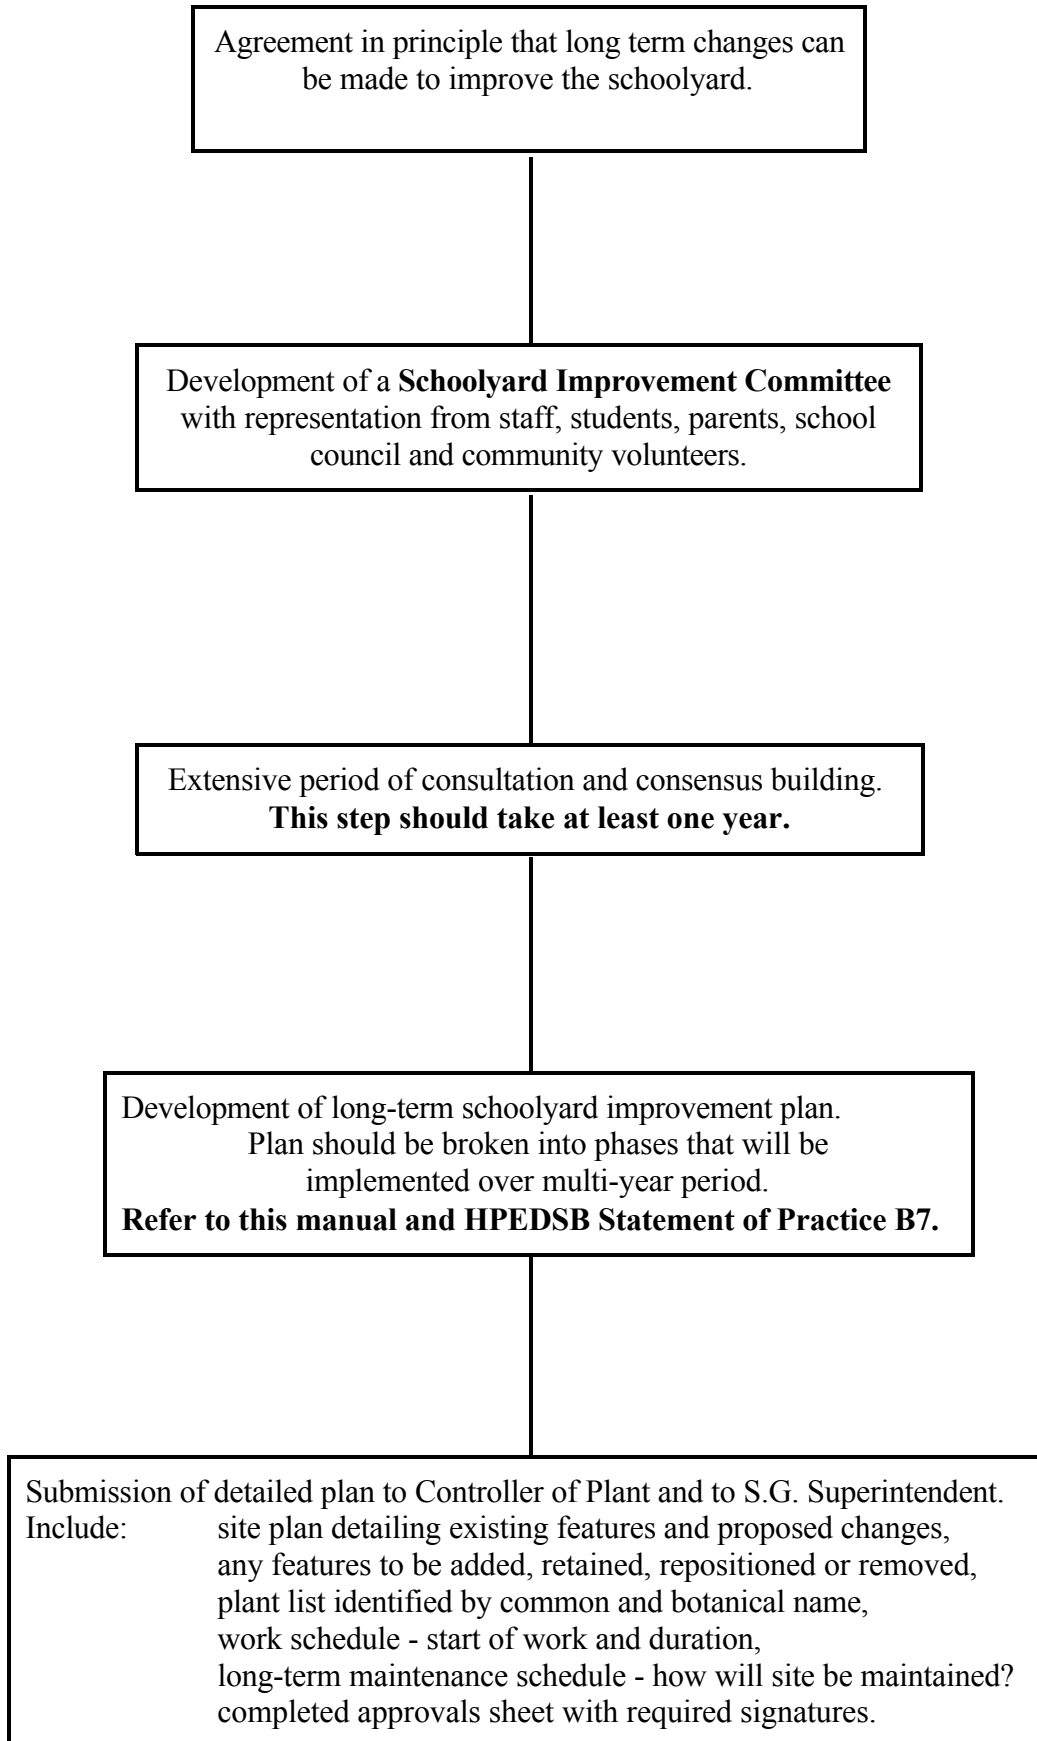 Agreement in principle that long term changes can
be made to improve the schoolyard.
Development of a Schoolyard Improvement Committee
with representation from staff, students, parents, school
council and community volunteers.
Extensive period of consultation and consensus building.
This step should take at least one year.
Development of long-term schoolyard improvement plan.
Plan should be broken into phases that will be
implemented over multi-year period.
Refer to this manual and HPEDSB Statement of Practice B7.
Submission of detailed plan to Controller of Plant and to S.G. Superintendent.
Include: site plan detailing existing features and proposed changes,
any features to be added, retained, repositioned or removed,
plant list identified by common and botanical name,
work schedule - start of work and duration,
long-term maintenance schedule - how will site be maintained?
completed approvals sheet with required signatures.